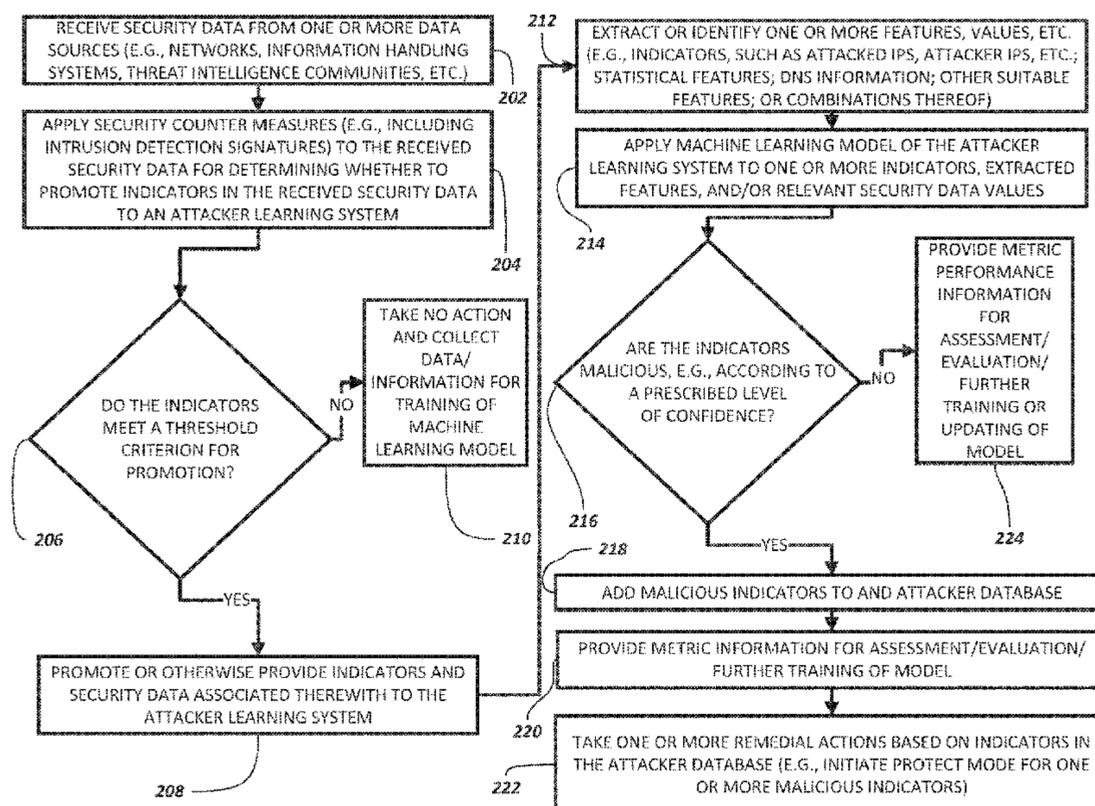 RECEIVE SECURITY DATA FROM ONE OR MORE DATA
SOURCES (E.G., NETWORKS, INFORMATION HANDLING
SYSTEMS, THREAT INTELLIGENCE COMMUNITIES, ETC.)
202
APPLY SECURITY COUNTER MEASURES (E.G., INCLUDING
INTRUSION DETECTION SIGNATURES) TO THE RECEIVED
SECURITY DATA FOR DETERMINING WHETHER TO
PROMOTE INDICATORS IN THE RECEIVED SECURITY DATA
TO AN ATTACKER LEARNING SYSTEM
204
DO THE INDICATORS
MEET A THRESHOLD
CRITERION FOR
PROMOTION?
206
NO
TAKE NO ACTION
AND COLLECT
DATA/
INFORMATION FOR
TRAINING OF
MACHINE
LEARNING MODEL
210
YES
PROMOTE OR OTHERWISE PROVIDE INDICATORS AND
SECURITY DATA ASSOCIATED THEREWITH TO THE
ATTACKER LEARNING SYSTEM
208
212
EXTRACT OR IDENTIFY ONE OR MORE FEATURES, VALUES, ETC.
(E.G., INDICATORS, SUCH AS ATTACKED IPS, ATTACKER IPS, ETC.;
STATISTICAL FEATURES; DNS INFORMATION; OTHER SUITABLE
FEATURES; OR COMBINATIONS THEREOF)
APPLY MACHINE LEARNING MODEL OF THE ATTACKER
LEARNING SYSTEM TO ONE OR MORE INDICATORS, EXTRACTED
FEATURES, AND/OR RELEVANT SECURITY DATA VALUES
214
ARE THE INDICATORS
MALICIOUS, E.G., ACCORDING TO
A PRESCRIBED LEVEL
OF CONFIDENCE?
216
NO
PROVIDE METRIC
PERFORMANCE
INFORMATION
FOR
ASSESSMENT/
EVALUATION/
FURTHER
TRAINING OR
UPDATING OF
MODEL
224
YES
218
ADD MALICIOUS INDICATORS TO AND ATTACKER DATABASE
PROVIDE METRIC INFORMATION FOR ASSESSMENT/EVALUATION/
FURTHER TRAINING OF MODEL
220
TAKE ONE OR MORE REMEDIAL ACTIONS BASED ON INDICATORS IN
THE ATTACKER DATABASE (E.G., INITIATE PROTECT MODE FOR ONE
OR MORE MALICIOUS INDICATORS)
222